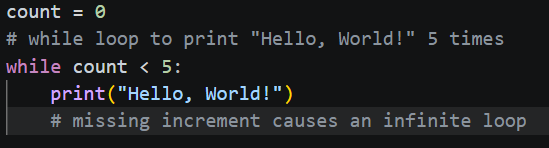 count = 0
# while loop to print "Hello, World!" 5 times
while count < 5:
    print("Hello, World!")
    # missing increment causes an infinite loop